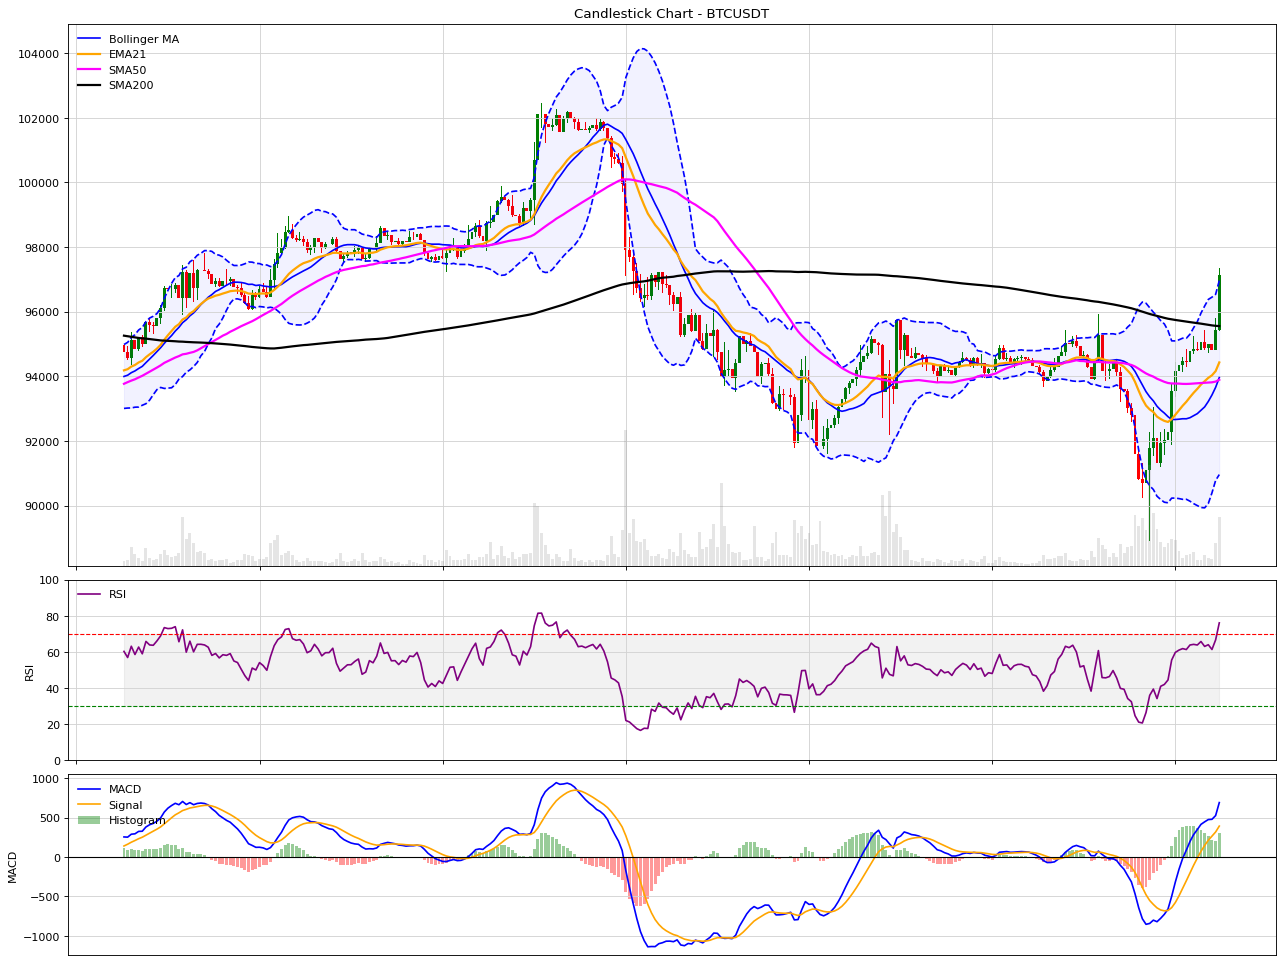 Candlestick Chart - BTCUSDT
Bollinger MA
EMA21
SMA50
SMA200
104000
102000
100000
98000
96000
94000
92000
90000
RSI
RSI
100
80
60
40
20
0
MACD
Signal
Histogram
MACD
1000
500
0
−500
−1000